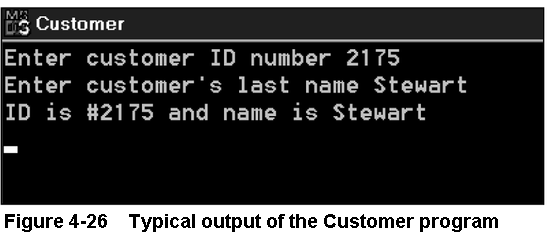 Customer
Enter customer ID number 2175
Enter customer's last name Stewart
ID is #2175 and name is Stewart
Figure 4-26 Typical output of the Customer program